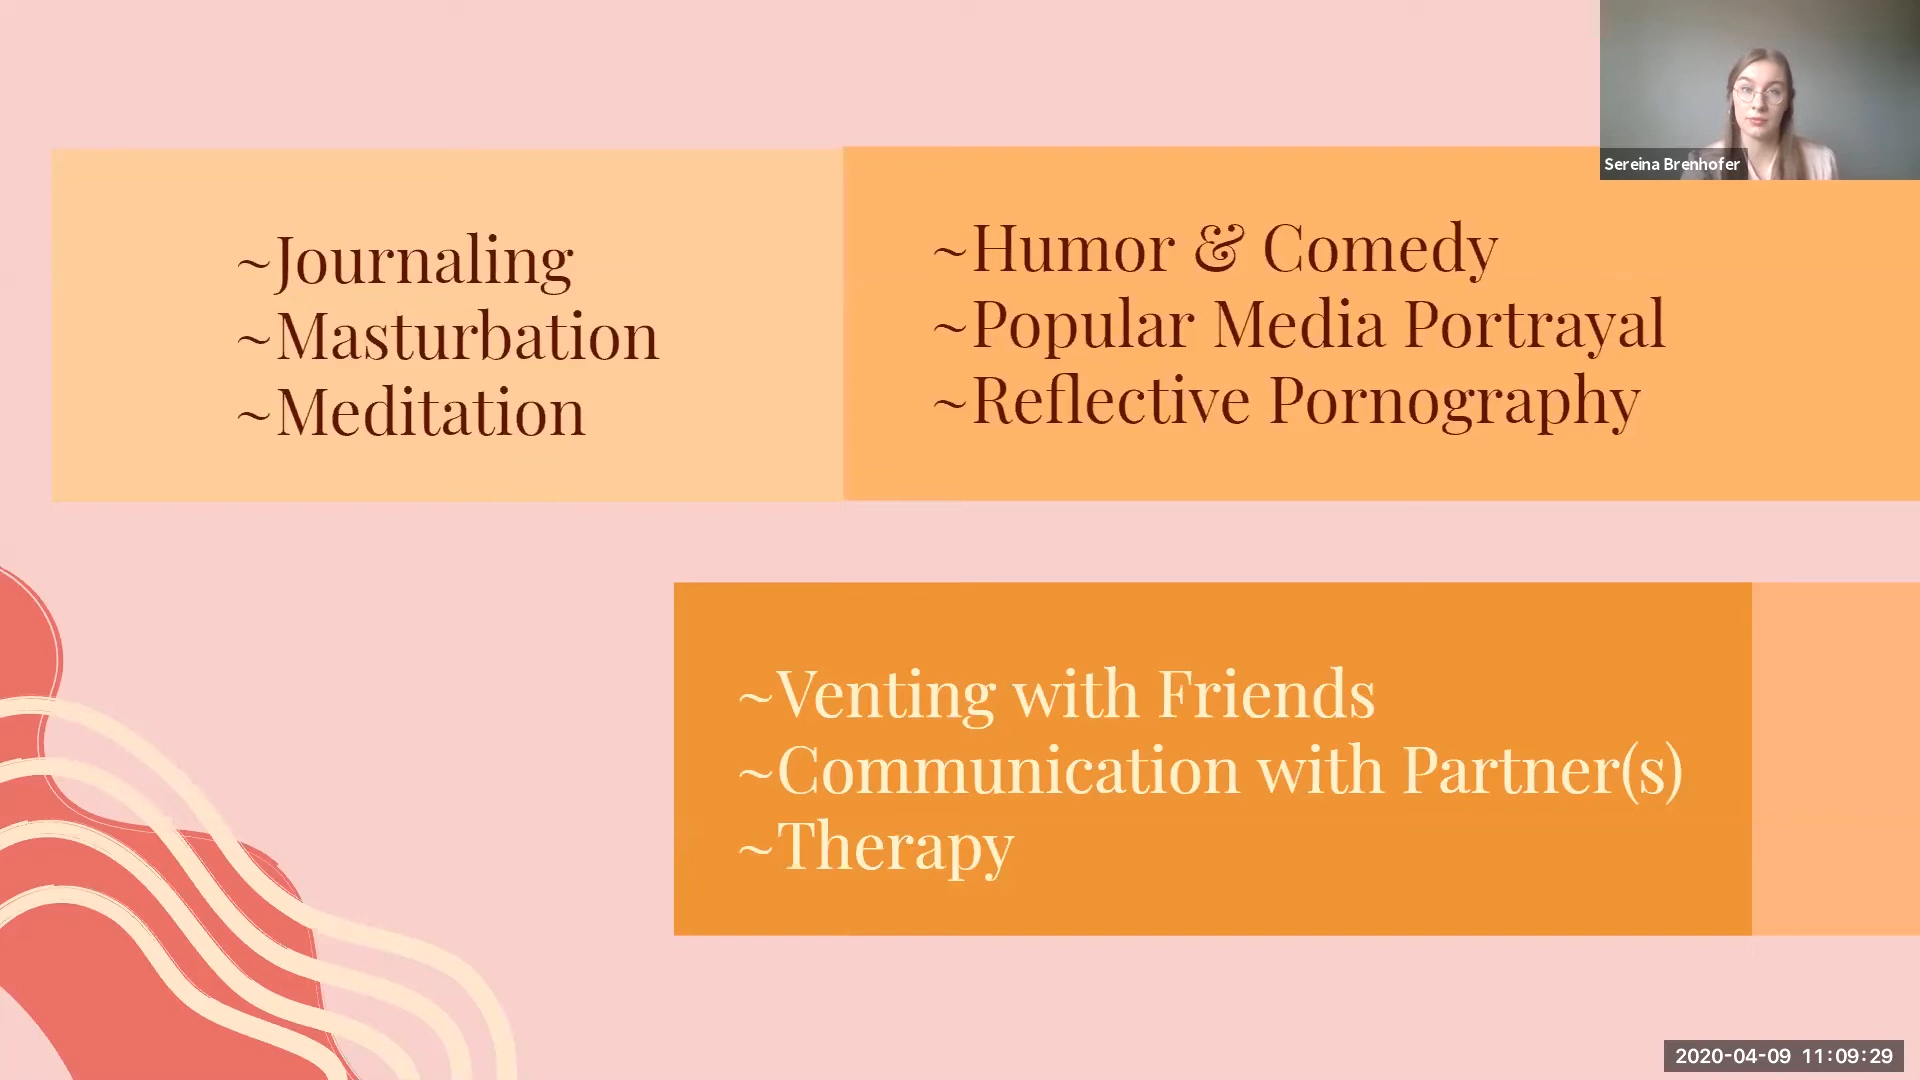 Sereina Brenhofer
~Journaling
~Masturbation
~Meditation
~Humor & Comedy
~Popular Media Portrayal
~Reflective Pornography
~Venting with Friends
~Communication with Partner(s)
~Therapy
2020-04-09 11:09:29